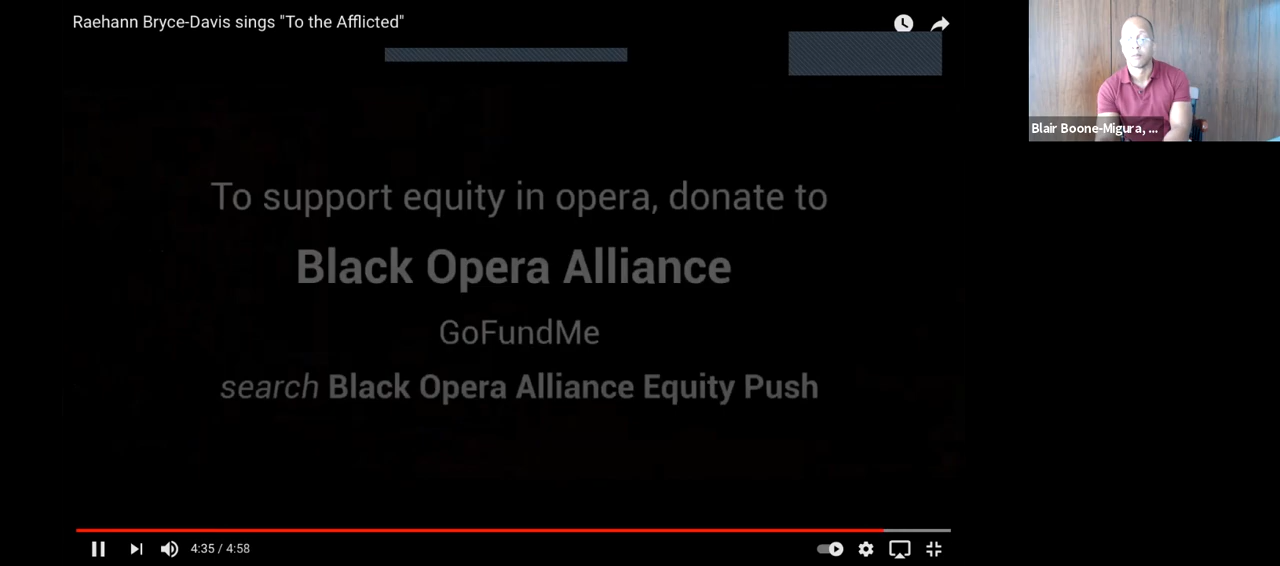 Raehann Bryce-Davis sings "To the Afflicted"
To support equity in opera, donate to
Black Opera Alliance
GoFundMe
search Black Opera Alliance Equity Push
4:35 / 4:58
Blair Boone-Migura, ...